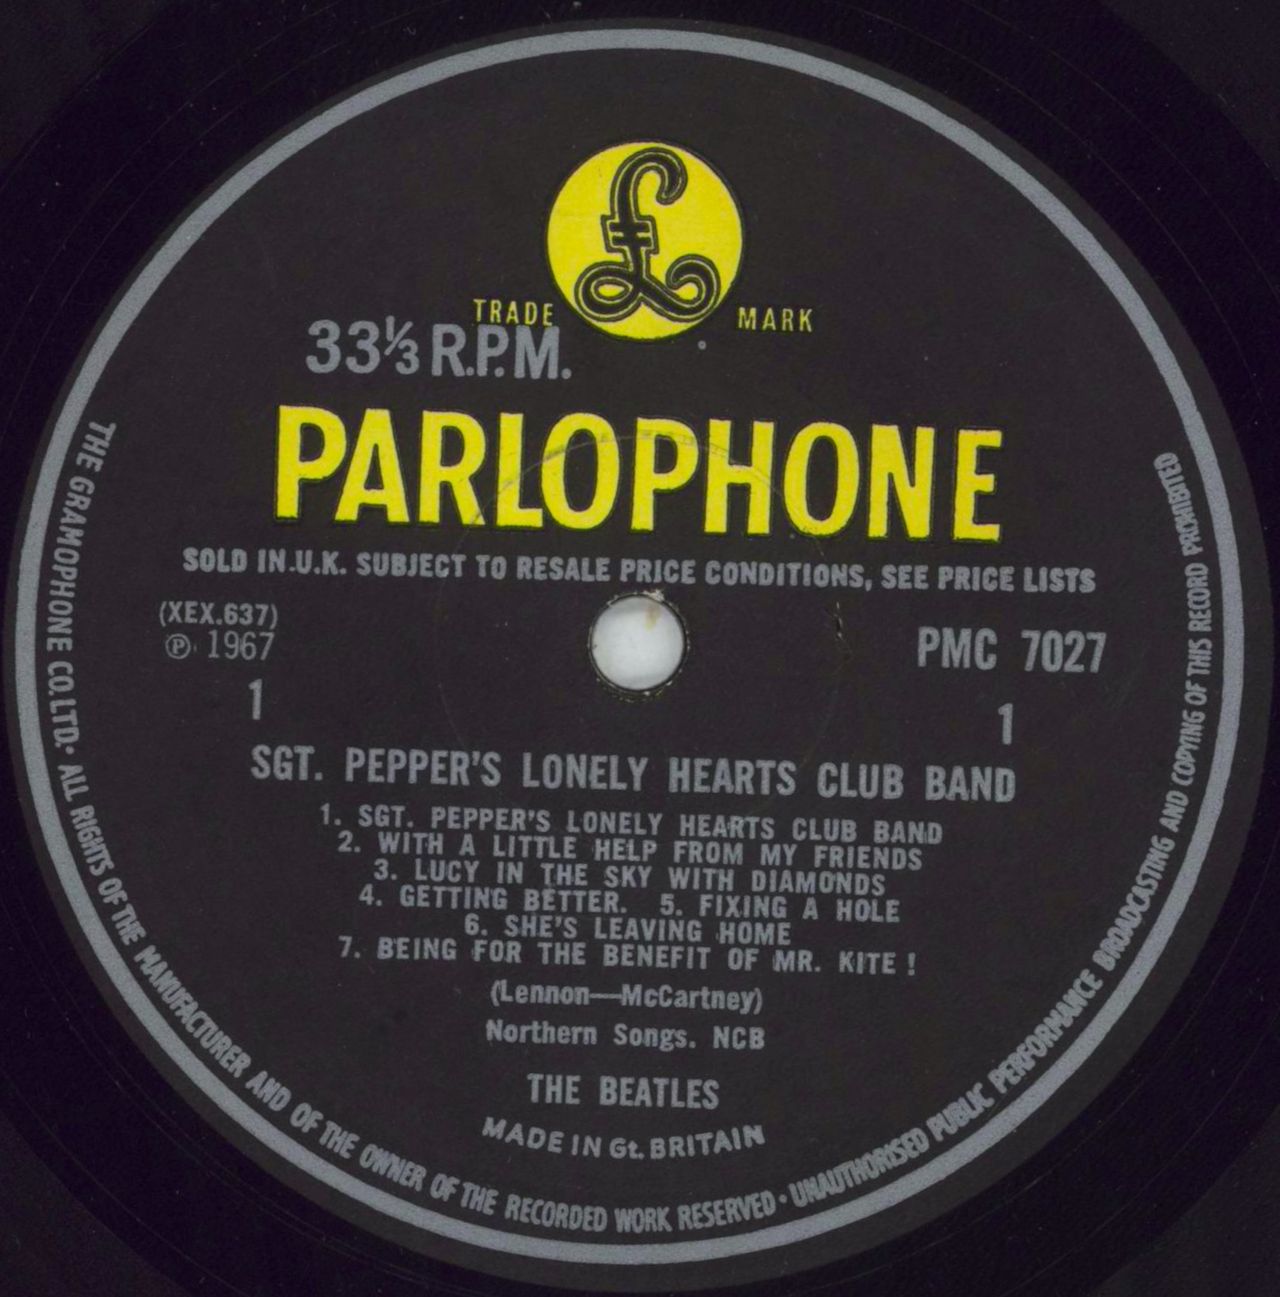 £
TRADE MARK
33⅓ R.P.M.
PARLOPHONE
SOLD IN U.K. SUBJECT TO RESALE PRICE CONDITIONS, SEE PRICE LISTS
(XEX.637)
℗ 1967
PMC 7027
1
1
SGT. PEPPER'S LONELY HEARTS CLUB BAND
1. SGT. PEPPER'S LONELY HEARTS CLUB BAND
2. WITH A LITTLE HELP FROM MY FRIENDS
3. LUCY IN THE SKY WITH DIAMONDS
4. GETTING BETTER. 5. FIXING A HOLE
6. SHE'S LEAVING HOME
7. BEING FOR THE BENEFIT OF MR. KITE !
(Lennon—McCartney)
Northern Songs. NCB
THE BEATLES
MADE IN Gt. BRITAIN
THE GRAMOPHONE CO. LTD. · ALL RIGHTS OF THE MANUFACTURER AND OF THE OWNER OF THE RECORDED WORK RESERVED · UNAUTHORISED PUBLIC PERFORMANCE BROADCASTING AND COPYING OF THIS RECORD PROHIBITED